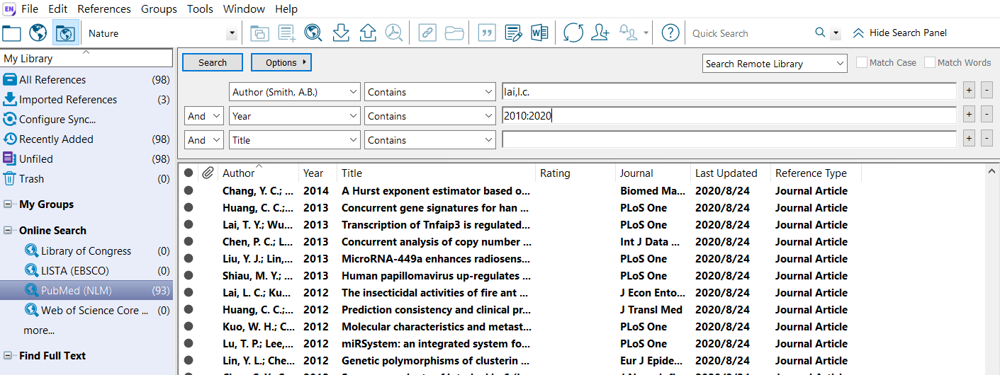 EN File Edit References Groups Tools Window Help
Nature Quick Search Hide Search Panel
My Library
All References (98)
Imported References (3)
Configure Sync...
Recently Added (98)
Unfiled (98)
Trash (0)
My Groups
Online Search
Library of Congress (0)
LISTA (EBSCO) (0)
PubMed (NLM) (93)
Web of Science Core ... (0)
more...
Find Full Text
Search Options Search Remote Library Match Case Match Words
Author (Smith, A.B.) Contains lai,l.c. + -
And Year Contains 2010:2020 + -
And Title Contains + -
Author Year Title Rating Journal Last Updated Reference Type
Chang, Y. C.; ... 2014 A Hurst exponent estimator based o... Biomed Ma... 2020/8/24 Journal Article
Huang, C. C.;... 2013 Concurrent gene signatures for han ... PLoS One 2020/8/24 Journal Article
Lai, T. Y.; Wu... 2013 Transcription of Tnfaip3 is regulated... PLoS One 2020/8/24 Journal Article
Chen, P. C.; L... 2013 Concurrent analysis of copy number ... Int J Data ... 2020/8/24 Journal Article
Liu, Y. J.; Lin,... 2013 MicroRNA-449a enhances radiosens... PLoS One 2020/8/24 Journal Article
Shiau, M. Y.; ... 2013 Human papillomavirus up-regulates ... PLoS One 2020/8/24 Journal Article
Lai, L. C.; Ku... 2012 The insecticidal activities of fire ant ... J Econ Ento... 2020/8/24 Journal Article
Huang, C. C.;... 2012 Prediction consistency and clinical pr... J Transl Med 2020/8/24 Journal Article
Kuo, W. H.; C... 2012 Molecular characteristics and metast... PLoS One 2020/8/24 Journal Article
Lu, T. P.; Lee,... 2012 miRSystem: an integrated system fo... PLoS One 2020/8/24 Journal Article
Lin, Y. L.; Che... 2012 Genetic polymorphisms of clusterin ... Eur J Epide... 2020/8/24 Journal Article